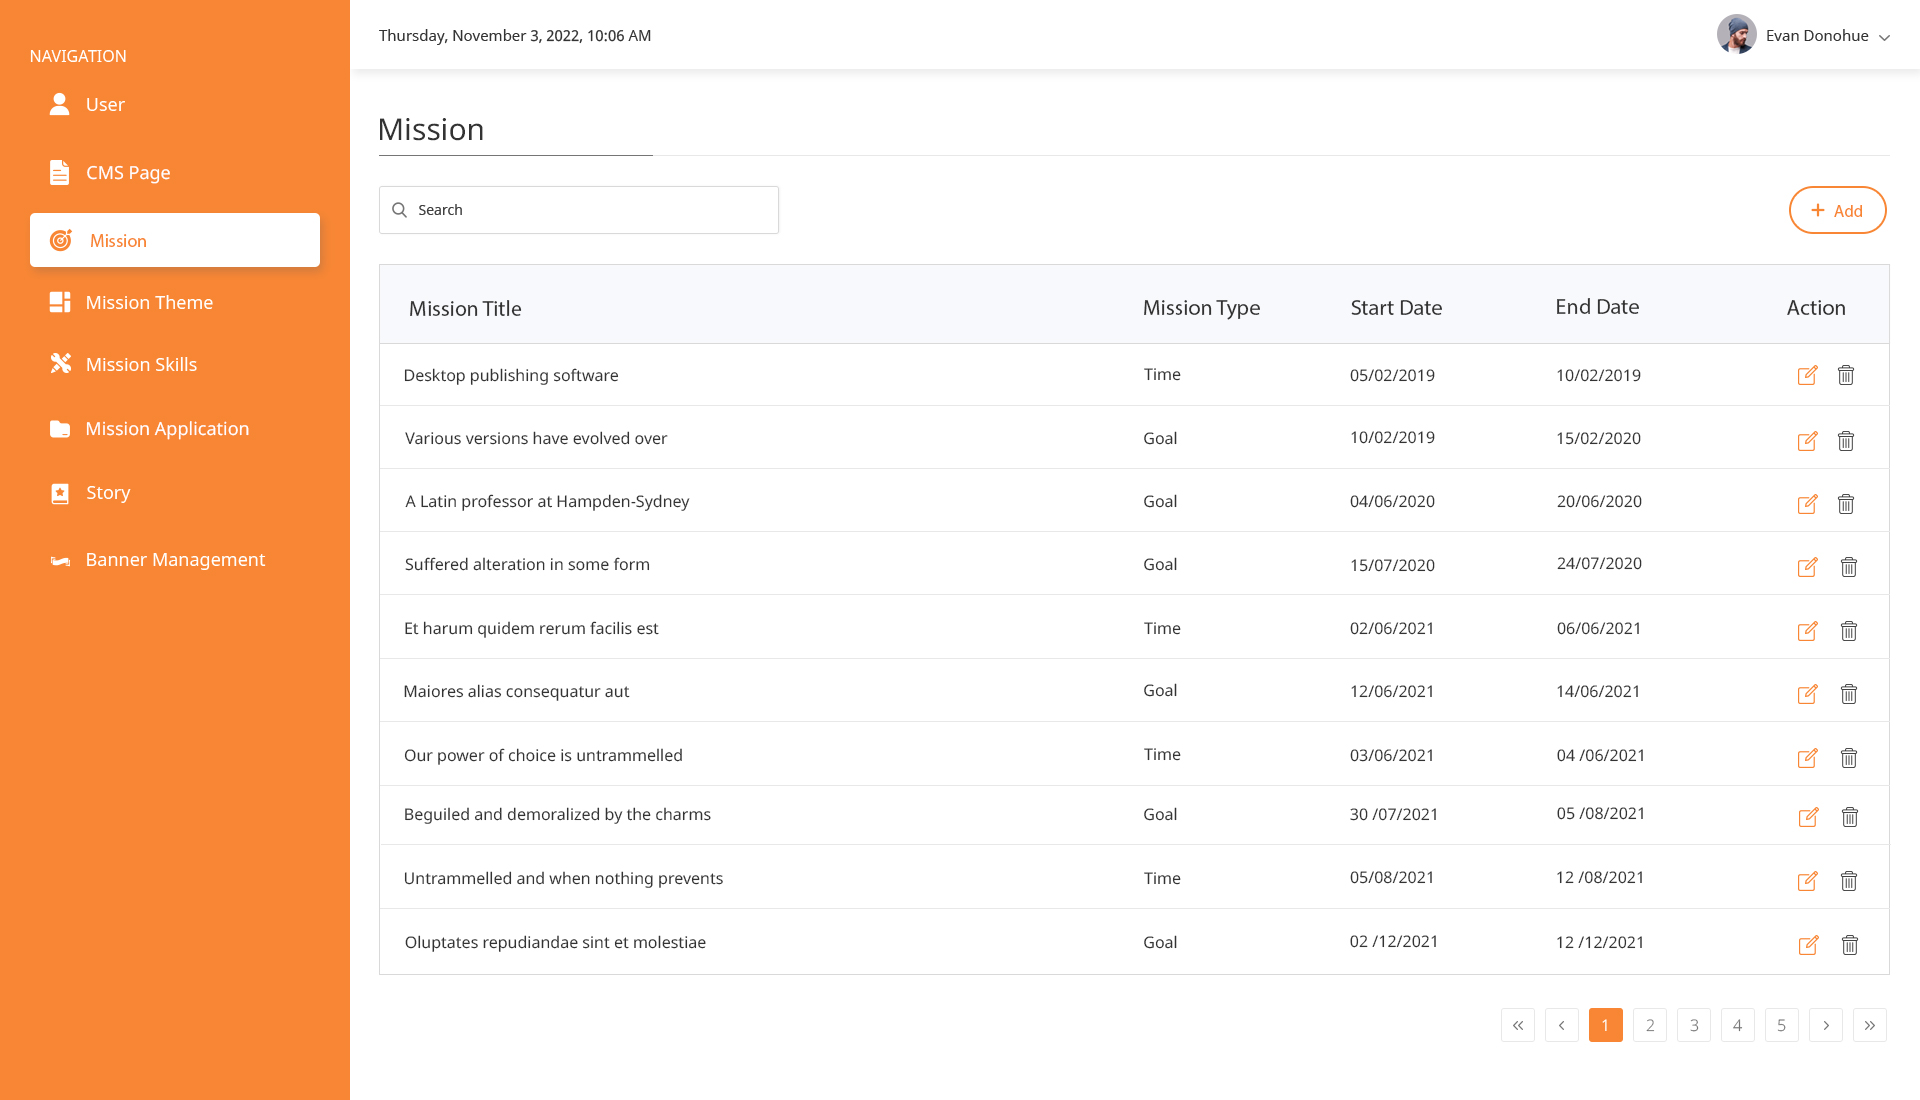 Thursday, November 3, 2022, 10:06 AM
Evan Donohue
NAVIGATION
User
CMS Page
Mission
Mission Theme
Mission Skills
Mission Application
Story
Banner Management
Mission
Search
+ Add
Mission Title Mission Type Start Date End Date Action
Desktop publishing software Time 05/02/2019 10/02/2019
Various versions have evolved over Goal 10/02/2019 15/02/2020
A Latin professor at Hampden-Sydney Goal 04/06/2020 20/06/2020
Suffered alteration in some form Goal 15/07/2020 24/07/2020
Et harum quidem rerum facilis est Time 02/06/2021 06/06/2021
Maiores alias consequatur aut Goal 12/06/2021 14/06/2021
Our power of choice is untrammelled Time 03/06/2021 04 /06/2021
Beguiled and demoralized by the charms Goal 30 /07/2021 05 /08/2021
Untrammelled and when nothing prevents Time 05/08/2021 12 /08/2021
Oluptates repudiandae sint et molestiae Goal 02 /12/2021 12 /12/2021
« ‹ 1 2 3 4 5 › »